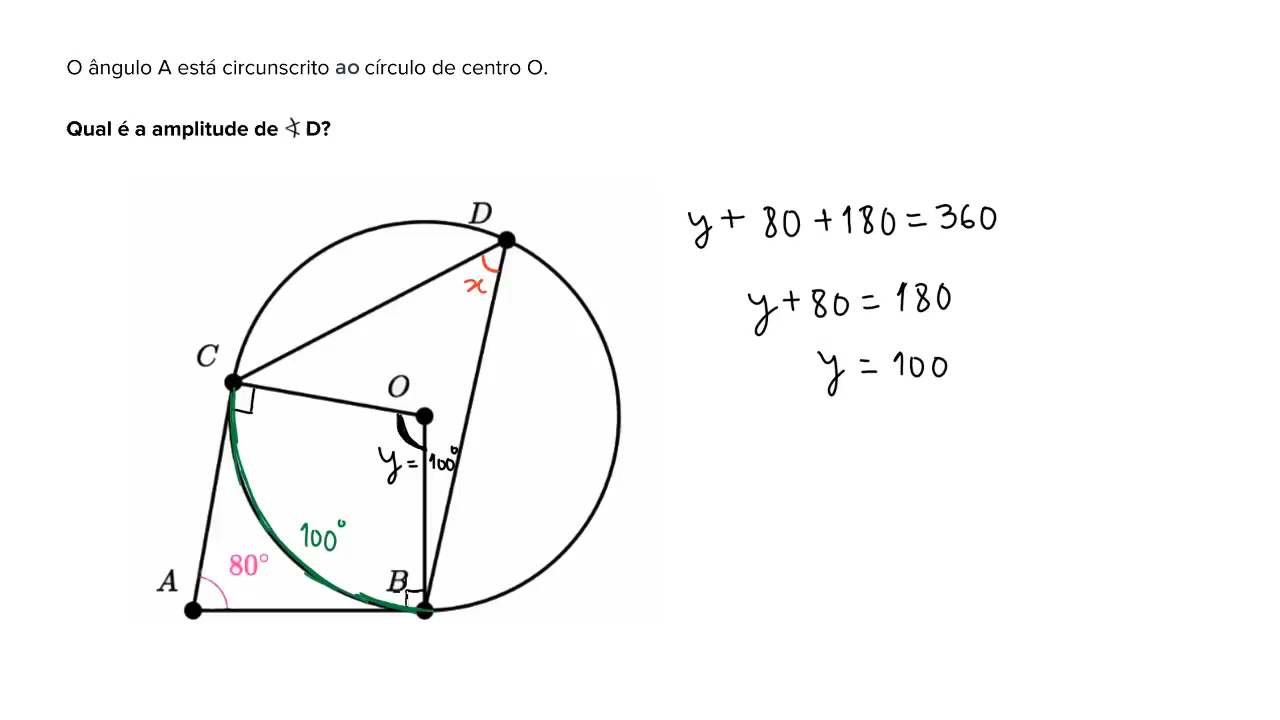 O ângulo A está circunscrito ao círculo de centro O.
Qual é a amplitude de ∢ D?
D
x
C
O
y = 100°
100°
80°
A
B
y + 80 + 180 = 360
y + 80 = 180
y = 100